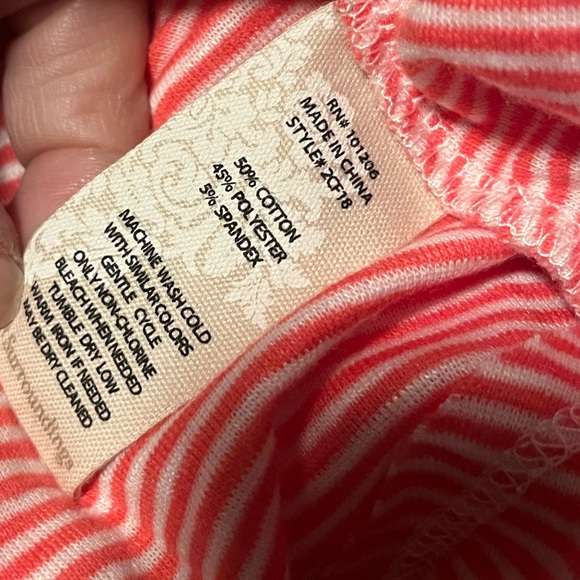 RN# 101206
MADE IN CHINA
STYLE# 2CF18
50% COTTON
45% POLYESTER
5% SPANDEX
MACHINE WASH COLD
WITH SIMILAR COLORS
GENTLE CYCLE
ONLY NON-CHLORINE
BLEACH WHEN NEEDED
TUMBLE DRY LOW
WARM IRON IF NEEDED
MAY BE DRY CLEANED
Surroundings